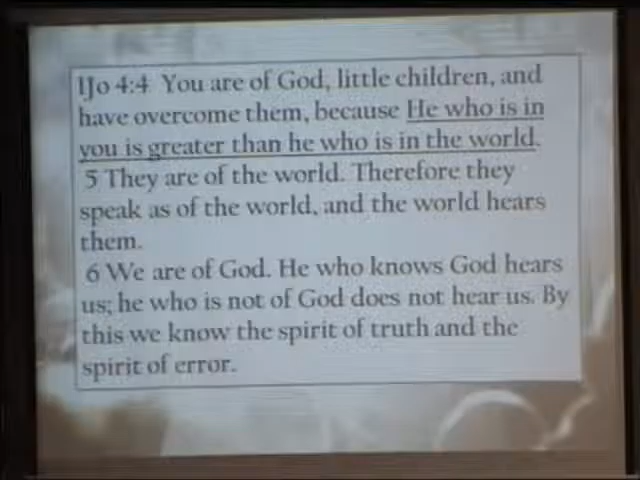 1Jo 4:4 You are of God, little children, and
have overcome them, because He who is in
you is greater than he who is in the world.
5 They are of the world. Therefore they
speak as of the world, and the world hears
them.
6 We are of God. He who knows God hears
us; he who is not of God does not hear us. By
this we know the spirit of truth and the
spirit of error.